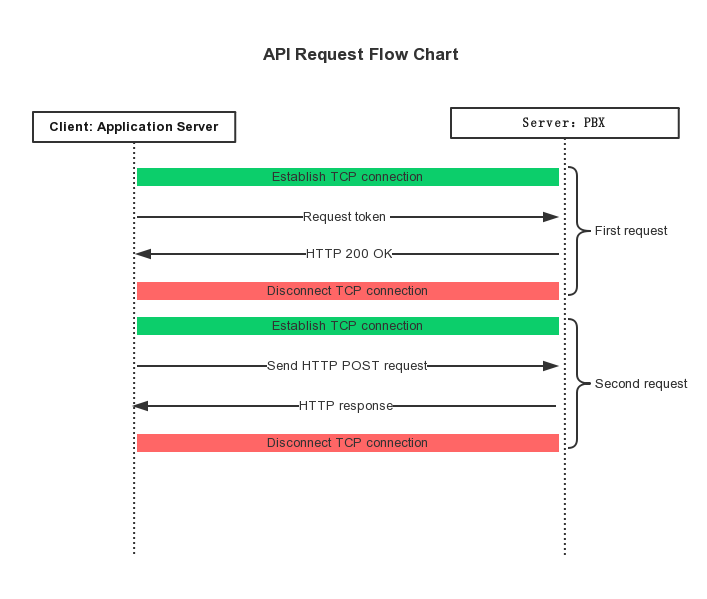 API Request Flow Chart
Client: Application Server
Server: PBX
Establish TCP connection
Request token
HTTP 200 OK
Disconnect TCP connection
First request
Establish TCP connection
Send HTTP POST request
HTTP response
Disconnect TCP connection
Second request